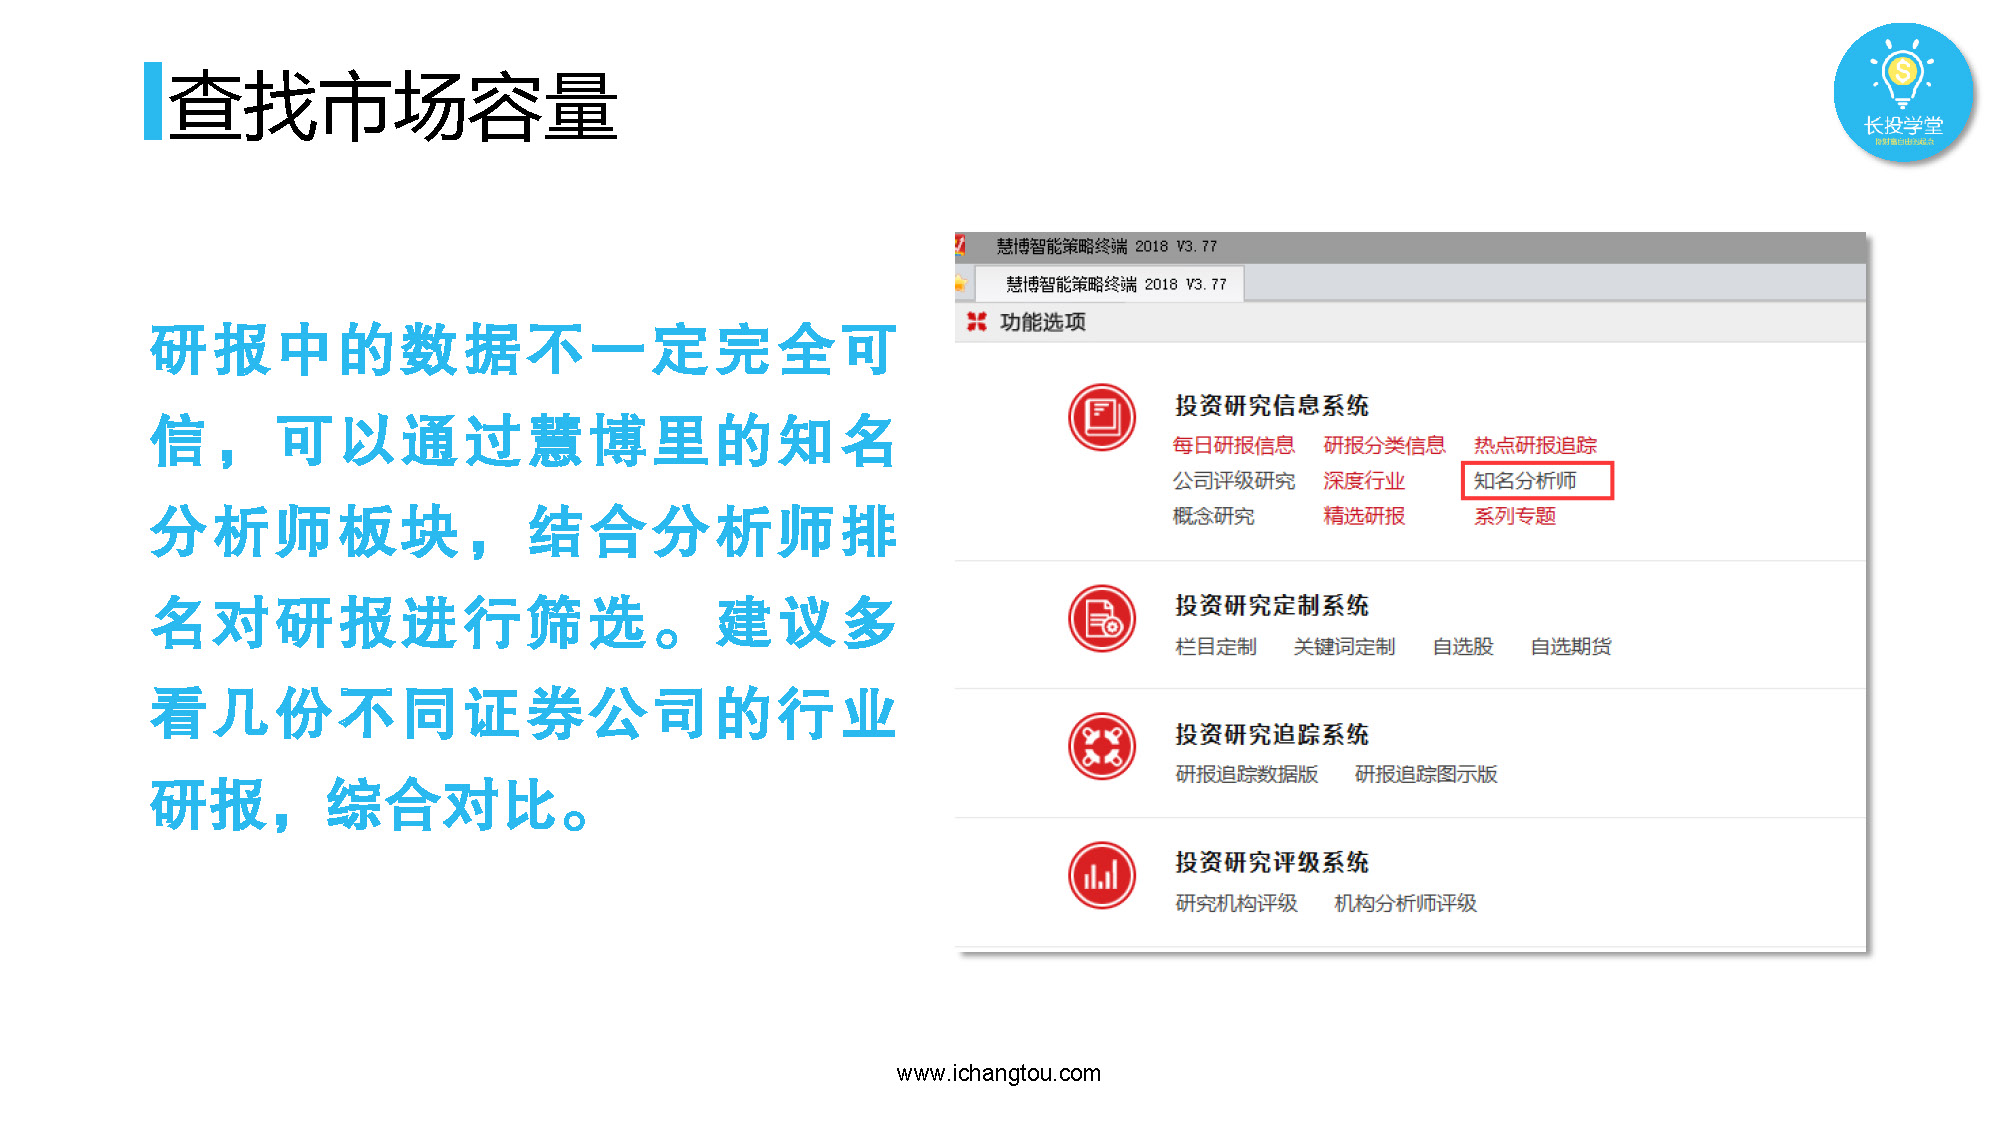 查找市场容量
长投学堂
研报中的数据不一定完全可
信，可以通过慧博里的知名
分析师板块，结合分析师排
名对研报进行筛选。建议多
看几份不同证券公司的行业
研报，综合对比。
慧博智能策略终端 2018 V3.77
慧博智能策略终端 2018 V3.77
功能选项
投资研究信息系统
每日研报信息 研报分类信息 热点研报追踪
公司评级研究 深度行业 知名分析师
概念研究 精选研报 系列专题
投资研究定制系统
栏目定制 关键词定制 自选股 自选期货
投资研究追踪系统
研报追踪数据版 研报追踪图示版
投资研究评级系统
研究机构评级 机构分析师评级
www.ichangtou.com